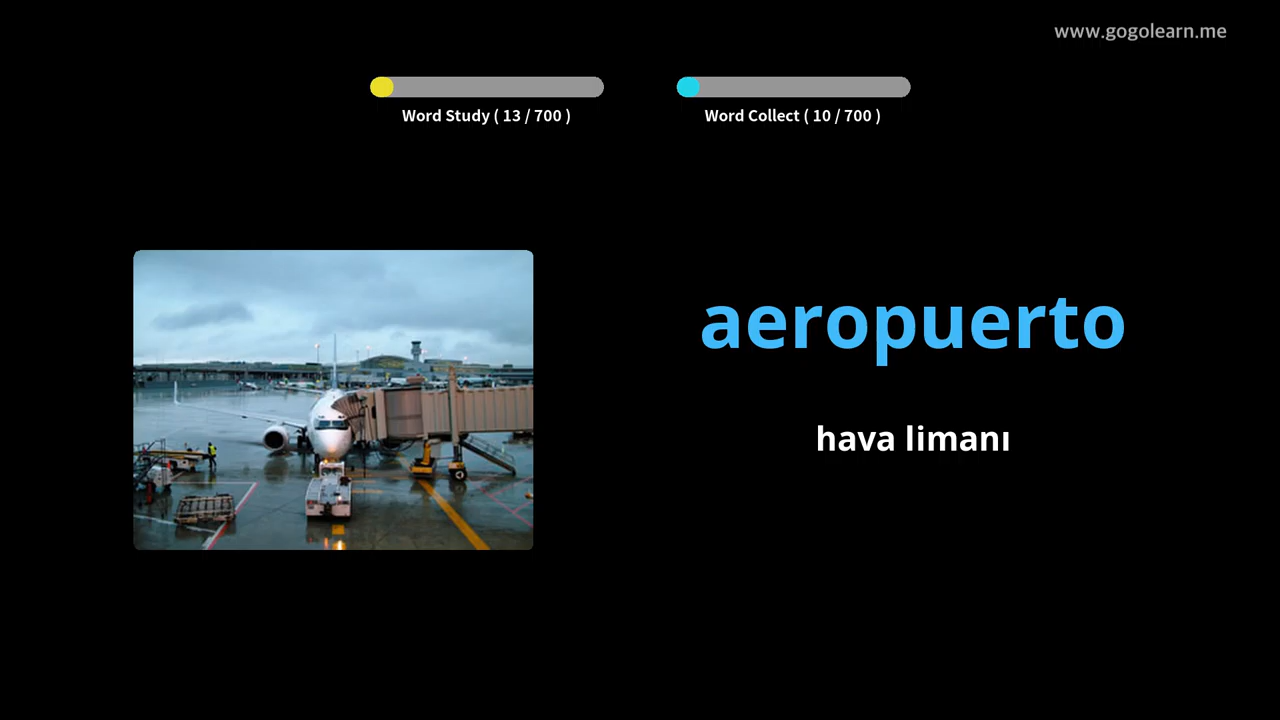 www.gogolearn.me
Word Study ( 13 / 700 )
Word Collect ( 10 / 700 )
aeropuerto
hava limanı